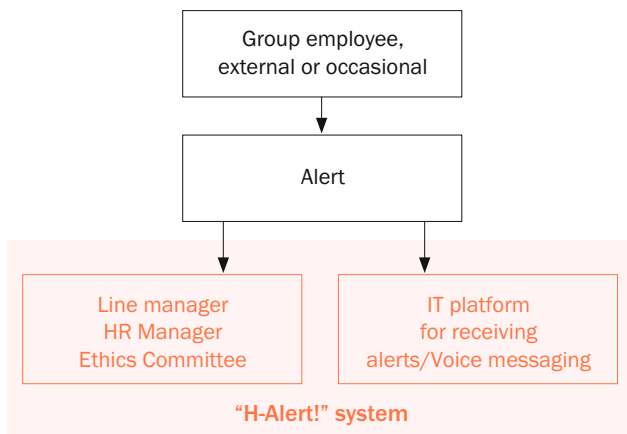 Group employee,
external or occasional
Alert
Line manager
HR Manager
Ethics Committee
IT platform
for receiving
alerts/Voice messaging
“H-Alert!” system